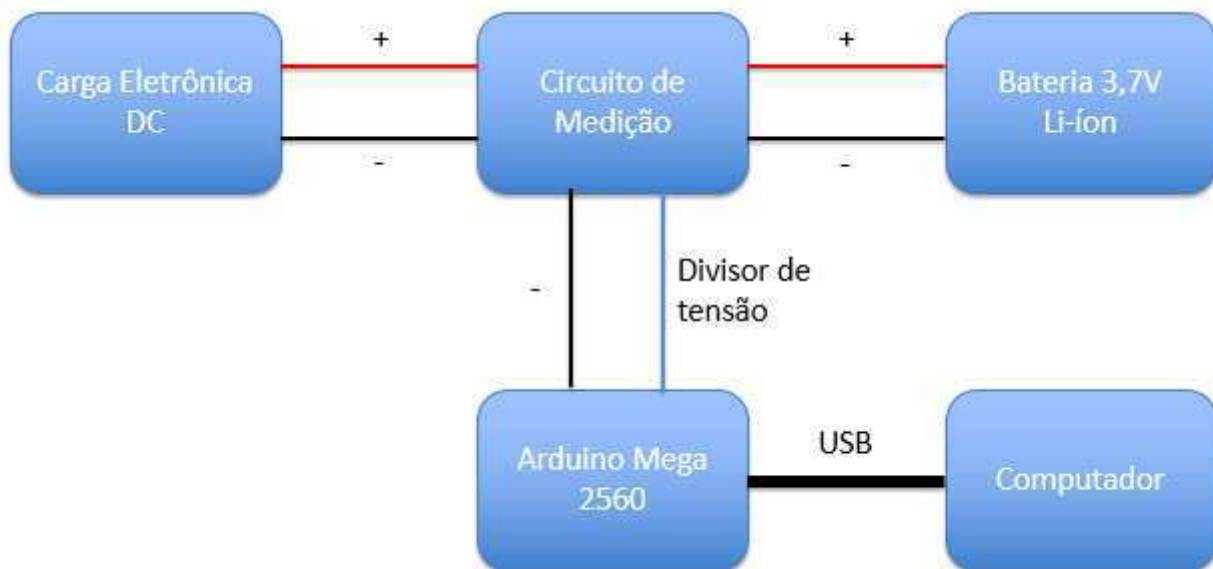 +
+
Carga Eletrônica
DC
Circuito de
Medição
Bateria 3,7V
Li-íon
-
-
-
Divisor de
tensão
Arduino Mega
2560
USB
Computador